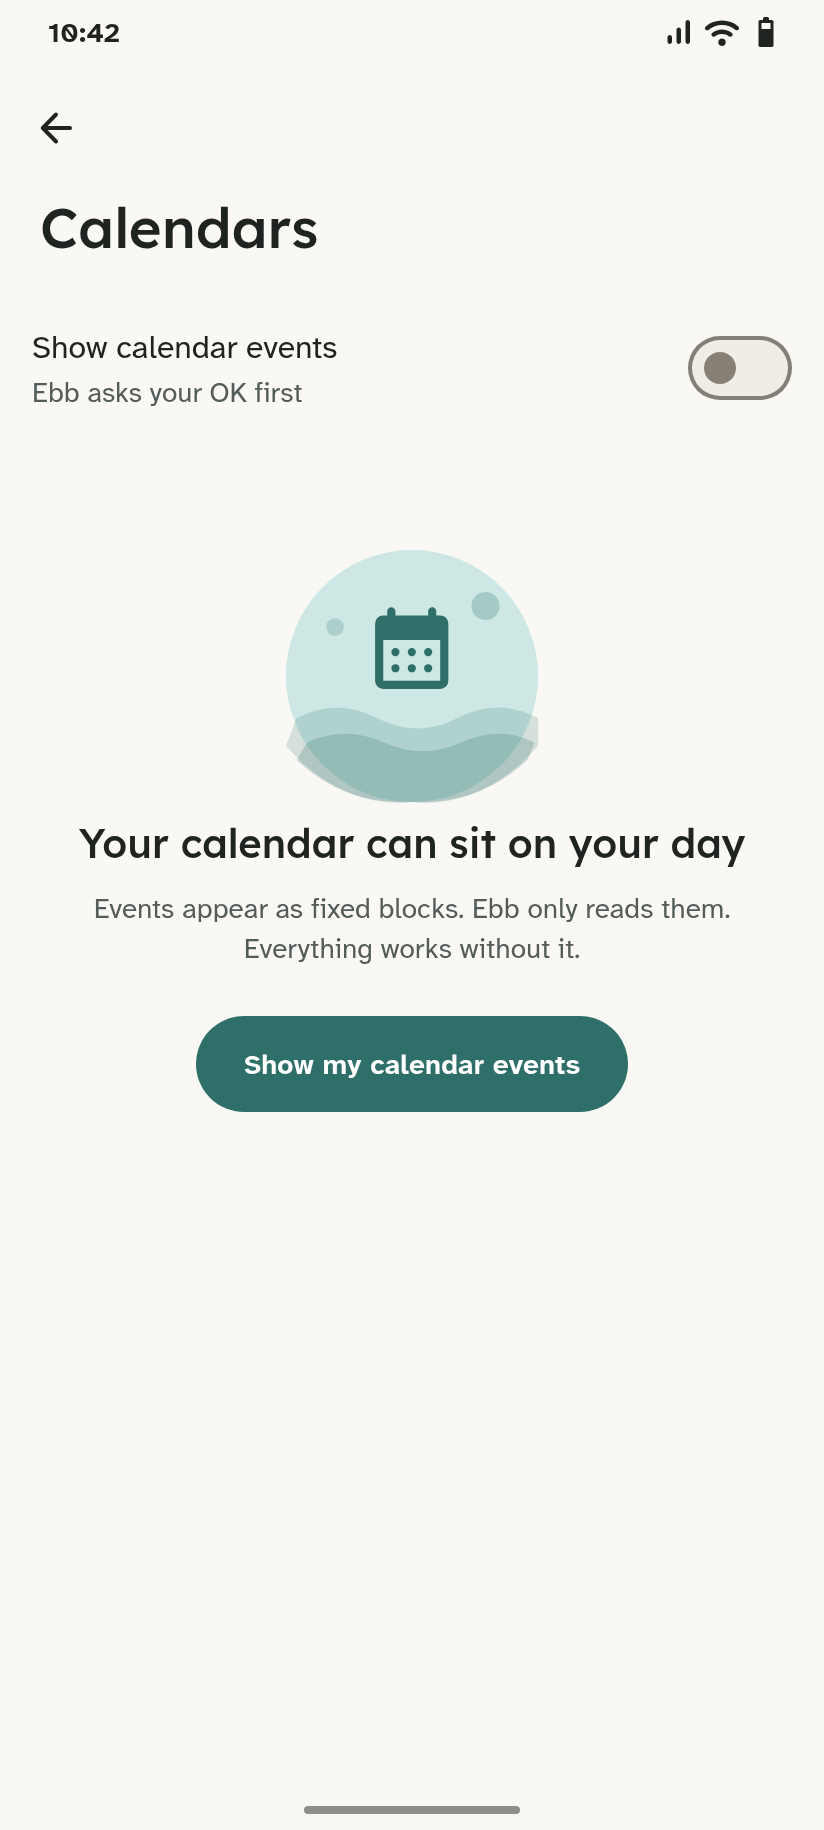 10:42
Calendars
Show calendar events
Ebb asks your OK first
Your calendar can sit on your day
Events appear as fixed blocks. Ebb only reads them.
Everything works without it.
Show my calendar events